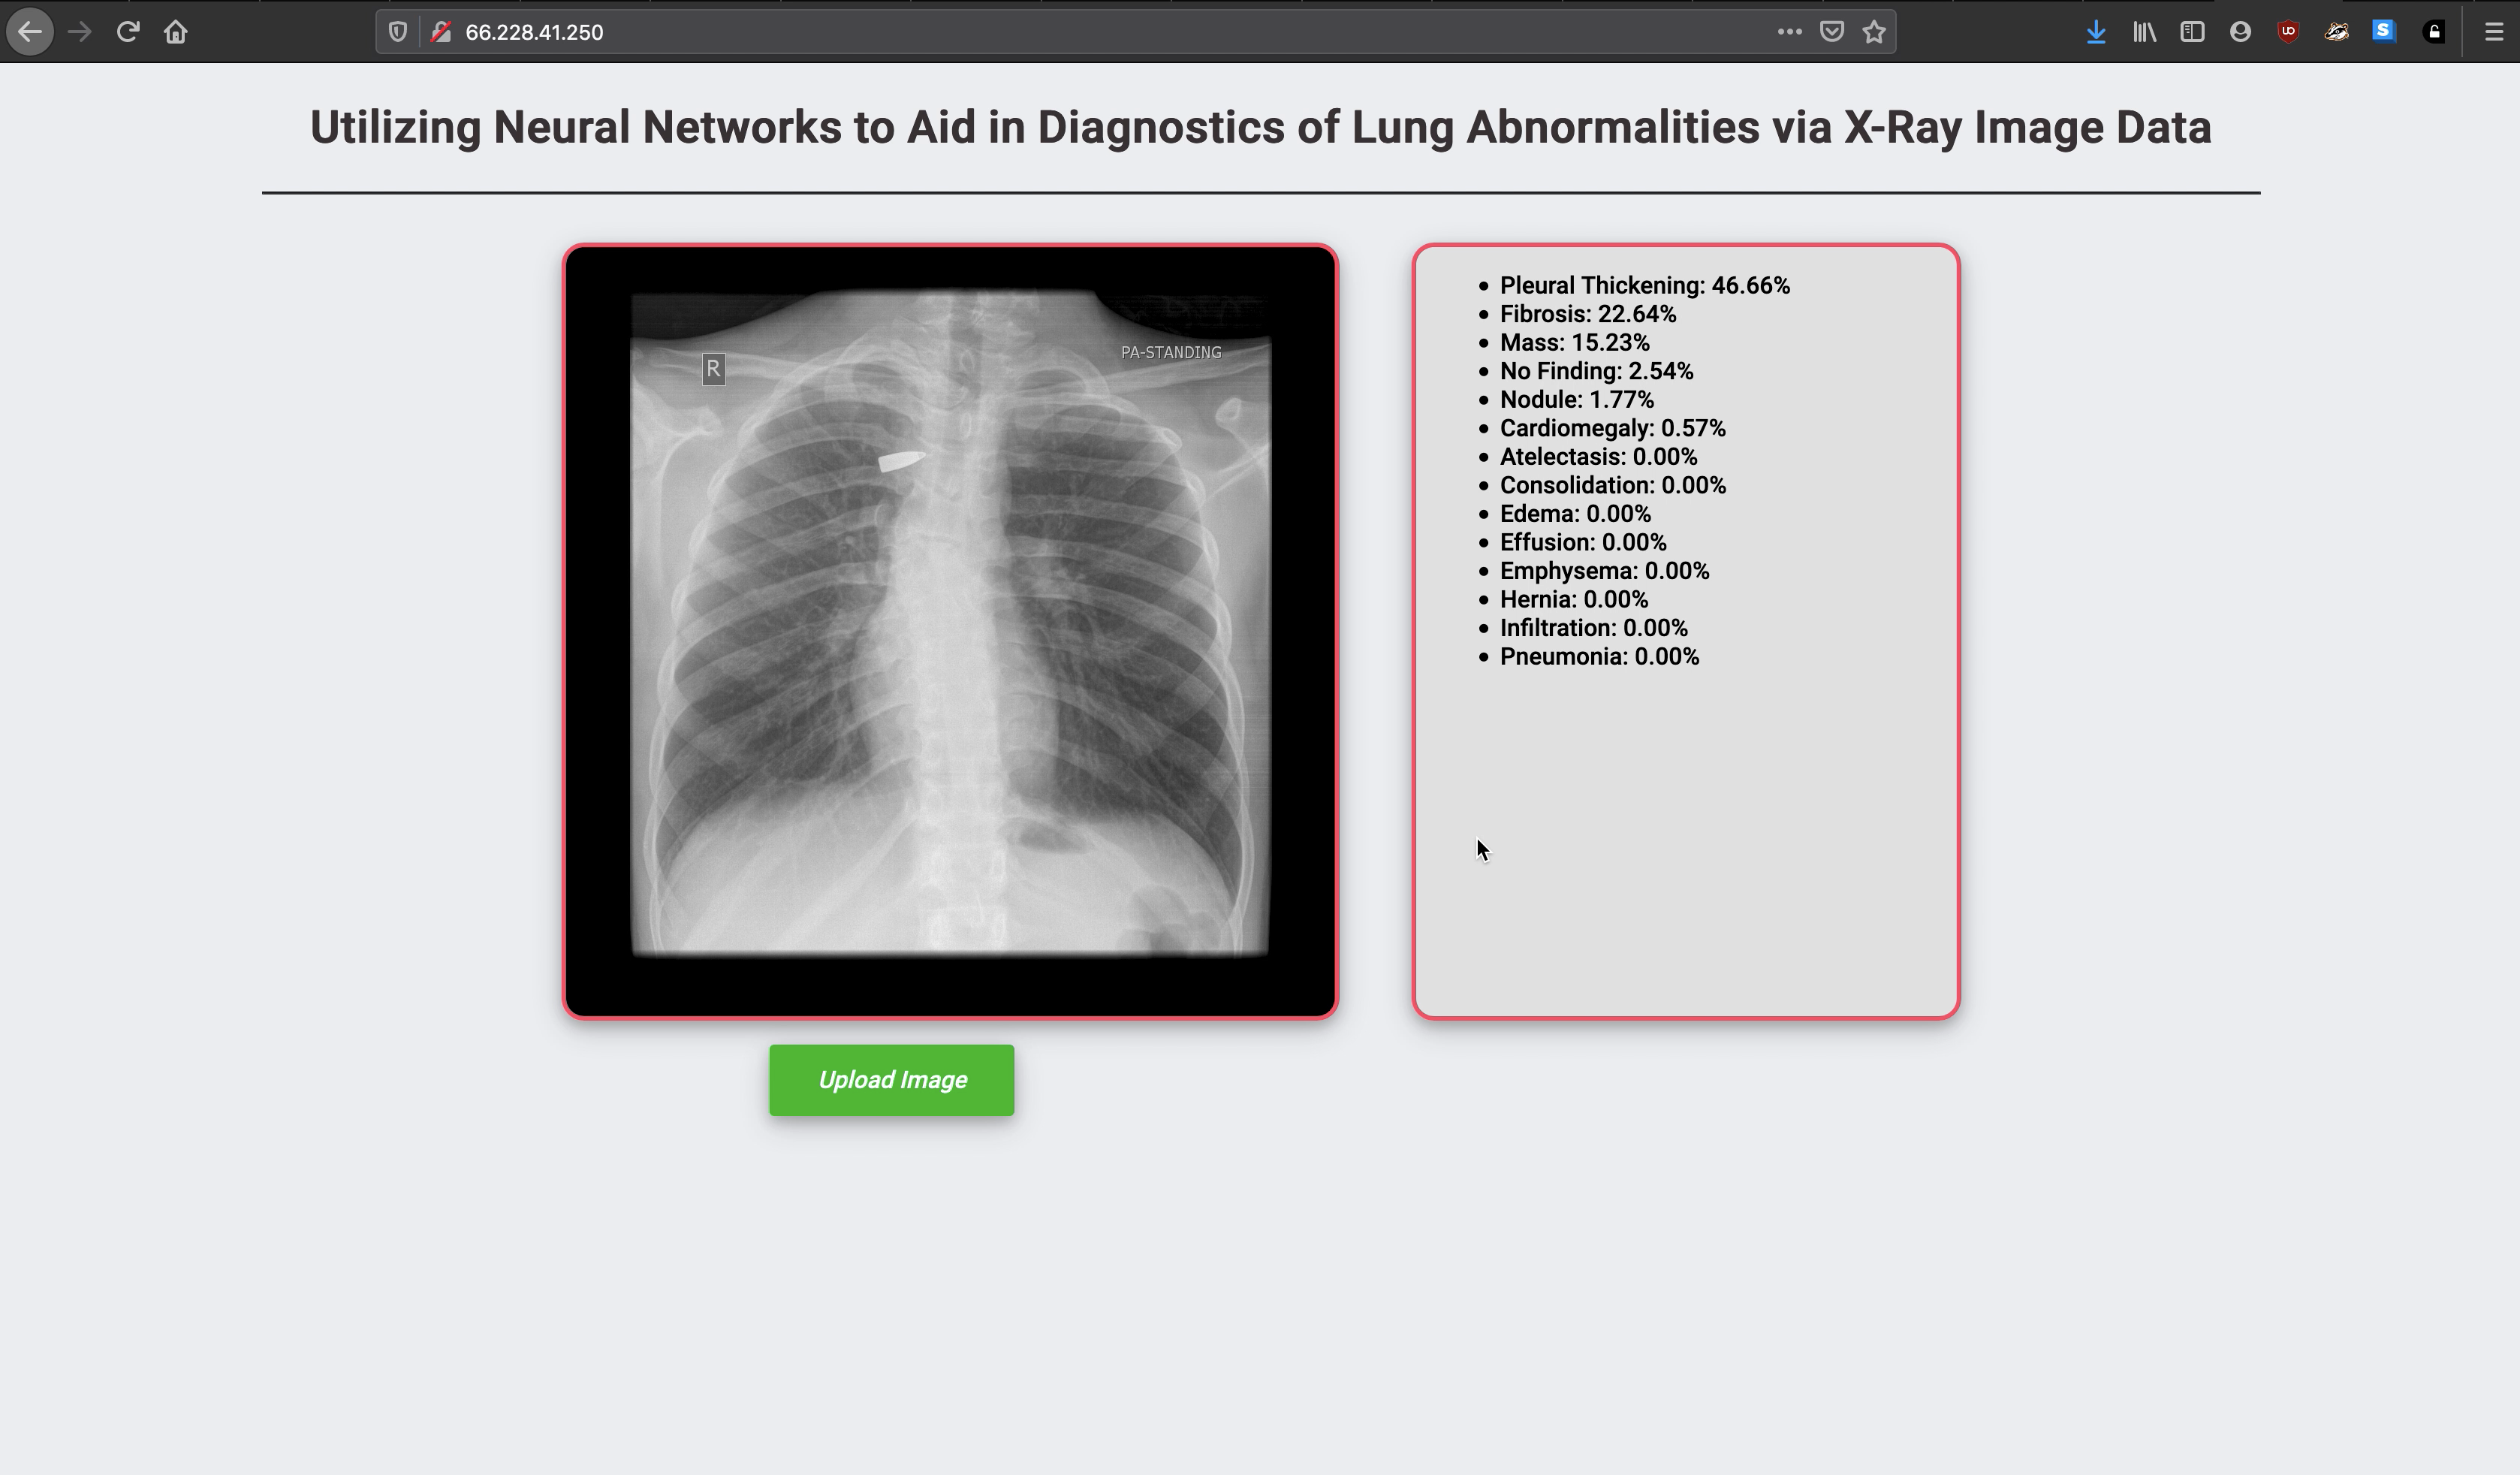 66.228.41.250
Utilizing Neural Networks to Aid in Diagnostics of Lung Abnormalities via X-Ray Image Data
R
PA-STANDING
Pleural Thickening: 46.66%
Fibrosis: 22.64%
Mass: 15.23%
No Finding: 2.54%
Nodule: 1.77%
Cardiomegaly: 0.57%
Atelectasis: 0.00%
Consolidation: 0.00%
Edema: 0.00%
Effusion: 0.00%
Emphysema: 0.00%
Hernia: 0.00%
Infiltration: 0.00%
Pneumonia: 0.00%
Upload Image